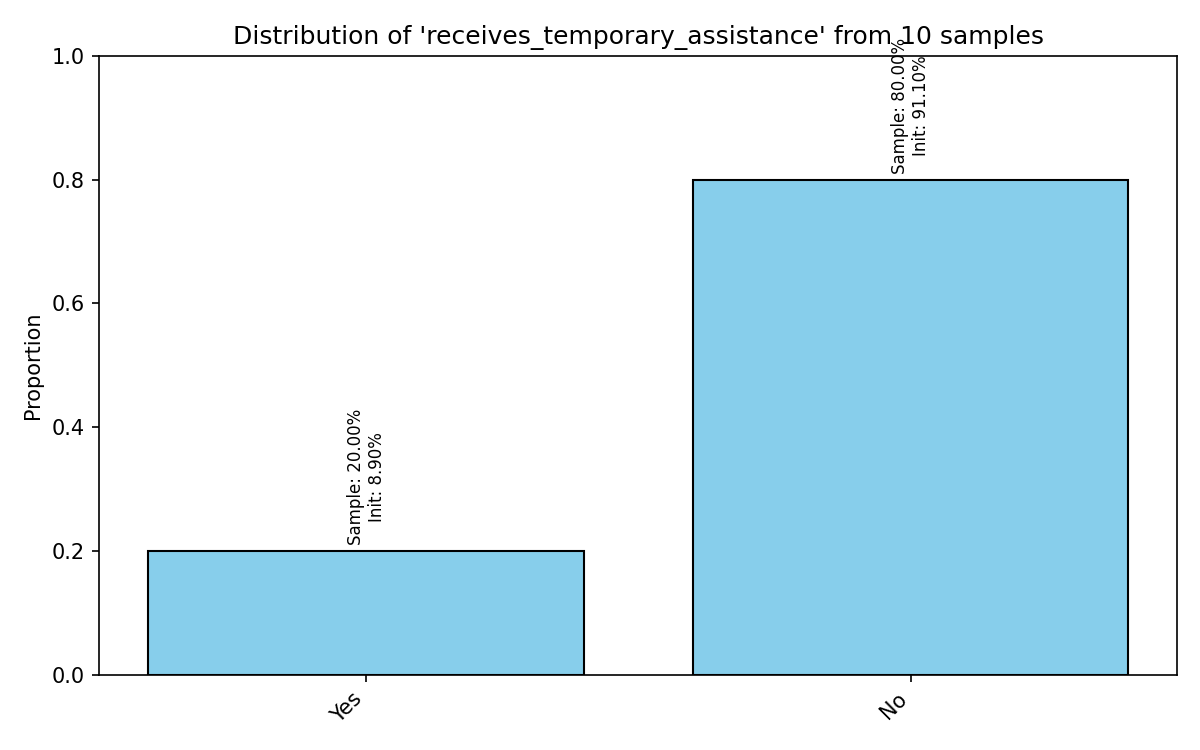 Distribution of 'receives_temporary_assistance' from 10 samples
Proportion
1.0
0.8
0.6
0.4
0.2
0.0
Sample: 20.00%
Init: 8.90%
Sample: 80.00%
Init: 91.10%
Yes
No